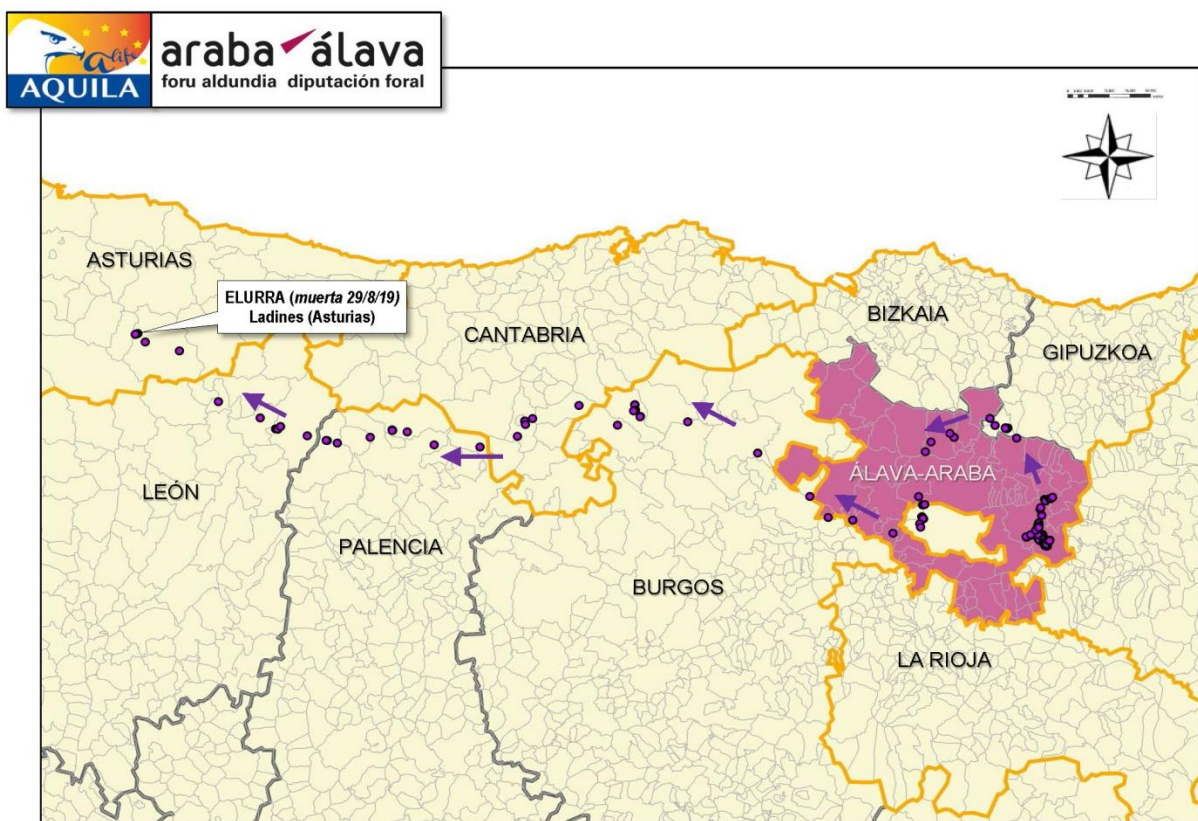 aLife
AQUILA
araba álava
foru aldundia diputación foral
ASTURIAS
ELURRA (muerta 29/8/19)
Ladines (Asturias)
CANTABRIA
BIZKAIA
GIPUZKOA
LEÓN
ÁLAVA-ARABA
PALENCIA
BURGOS
LA RIOJA